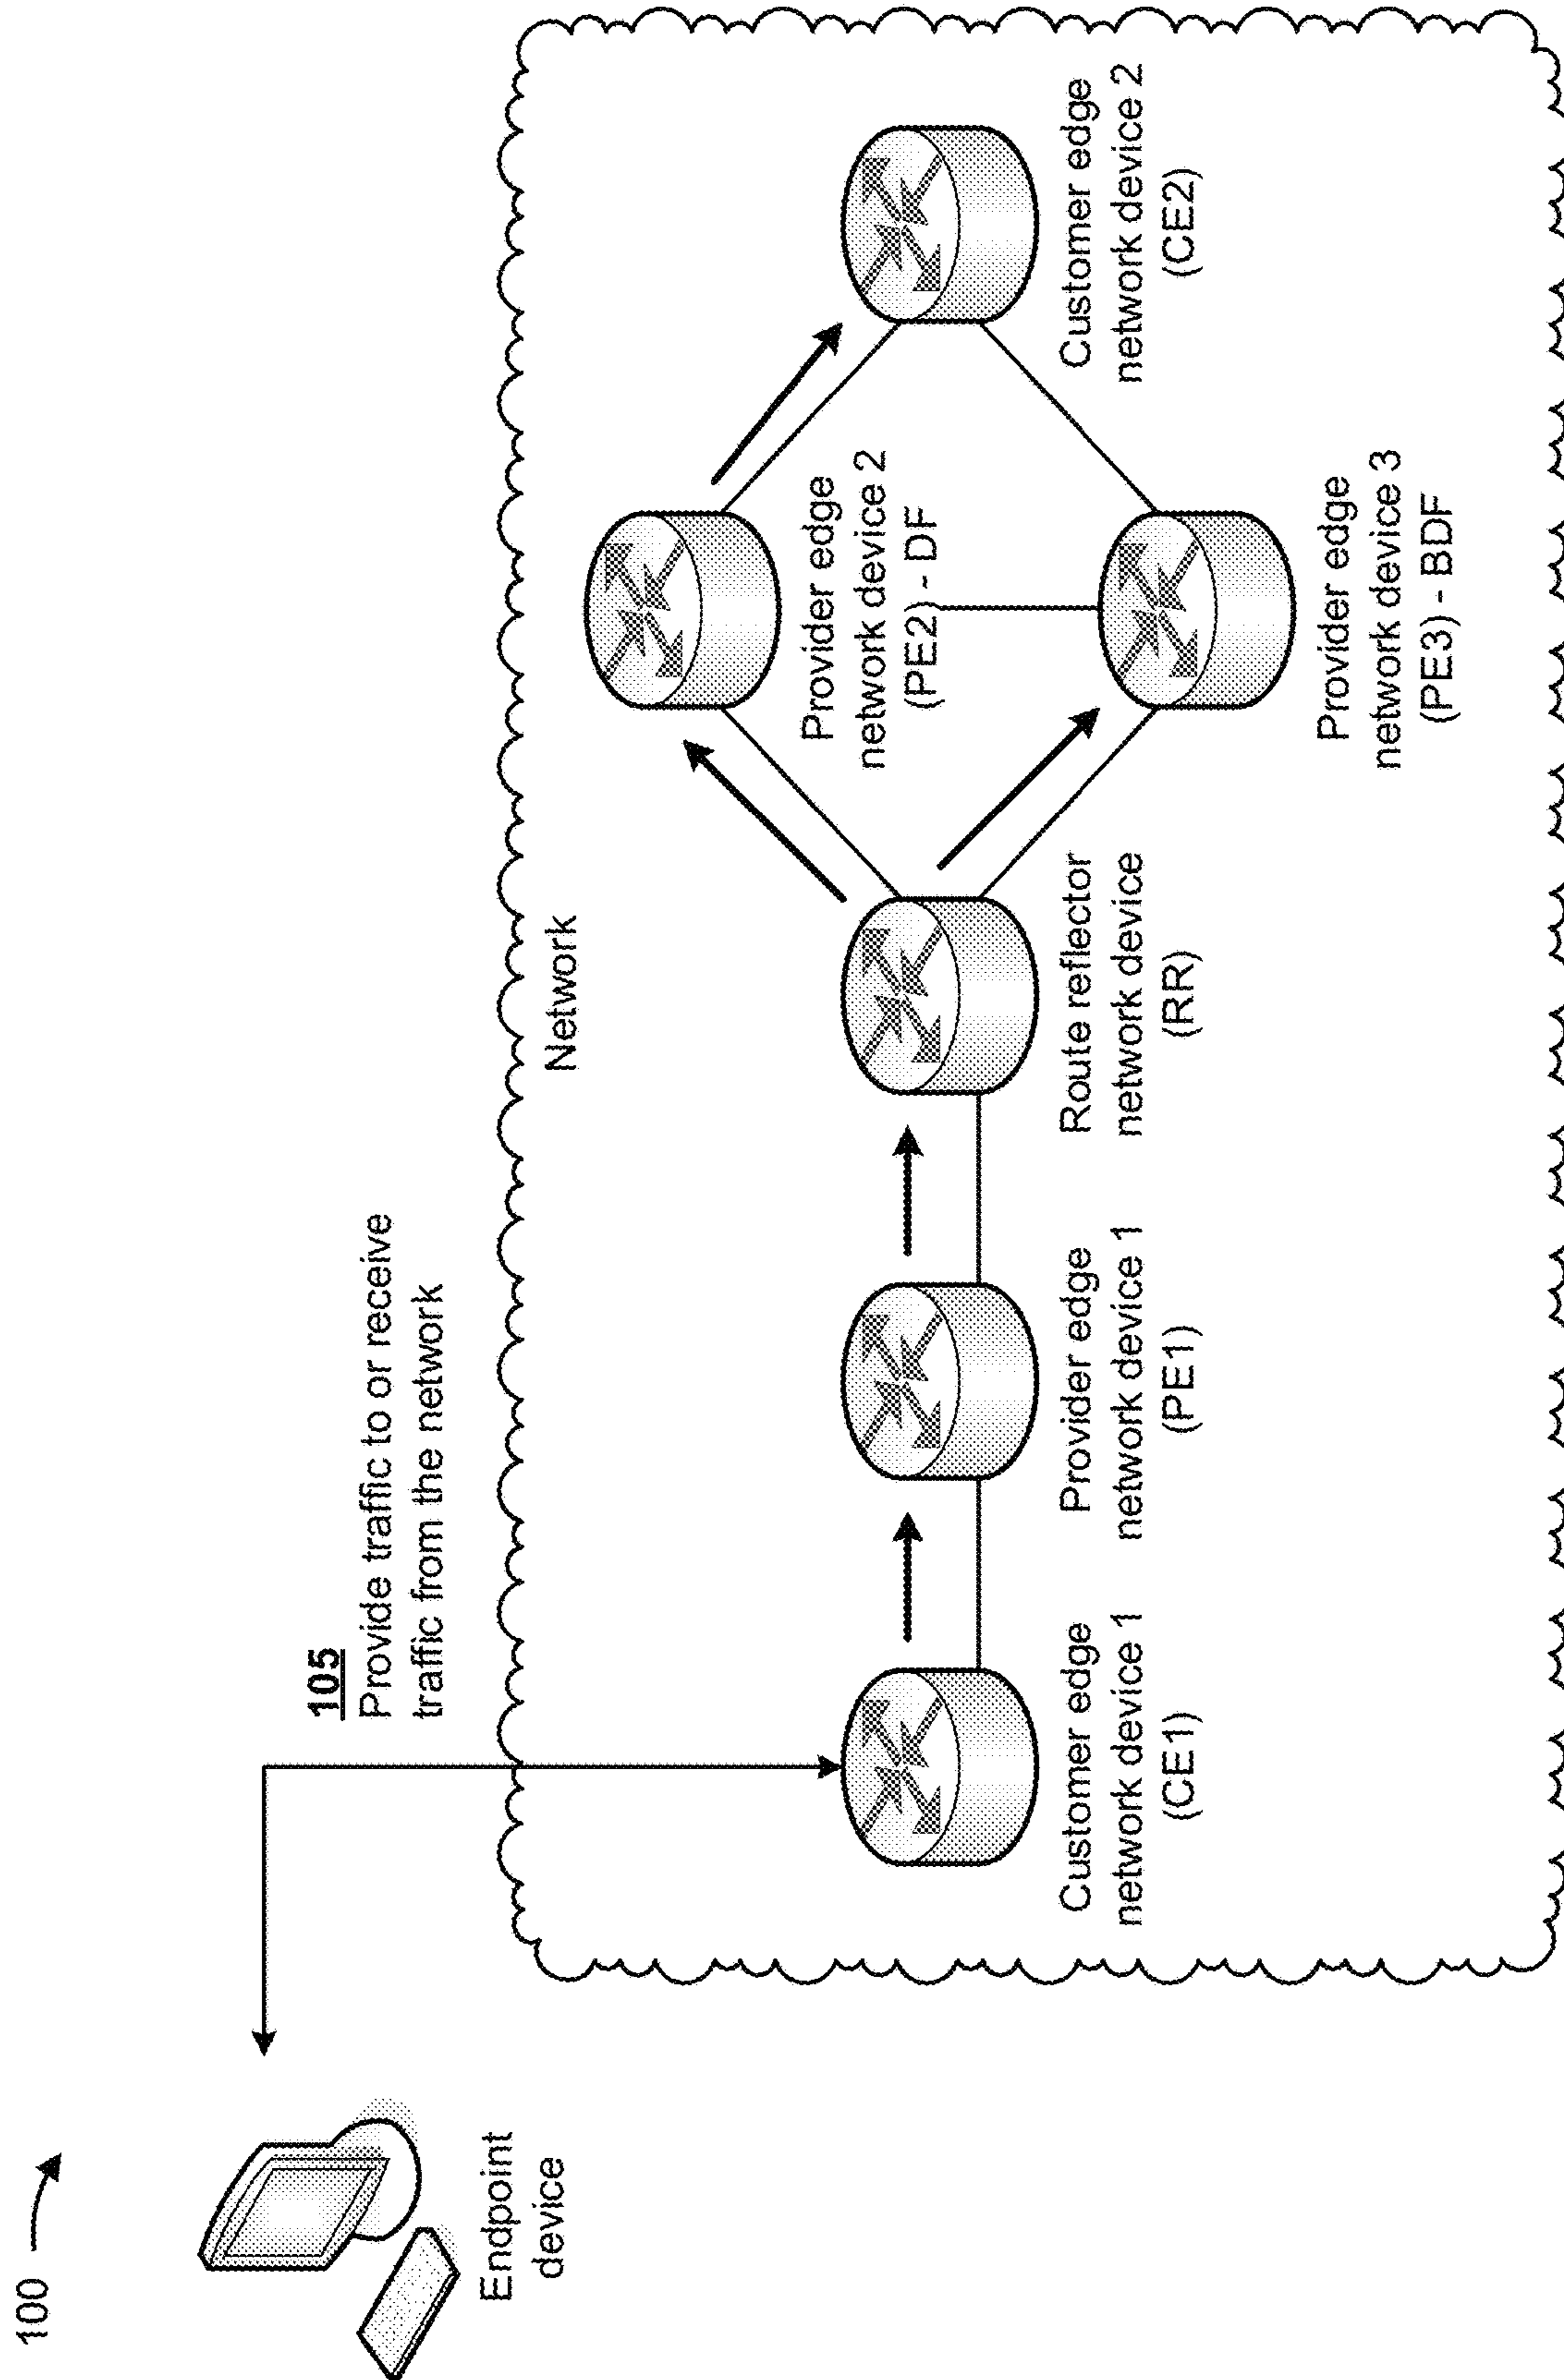 100
105
Provide traffic to or receive
traffic from the network
Endpoint
device
Network
Customer edge
network device 1
(CE1)
Provider edge
network device 1
(PE1)
Route reflector
network device
(RR)
Provider edge
network device 2
(PE2) - DF
Provider edge
network device 3
(PE3) - BDF
Customer edge
network device 2
(CE2)